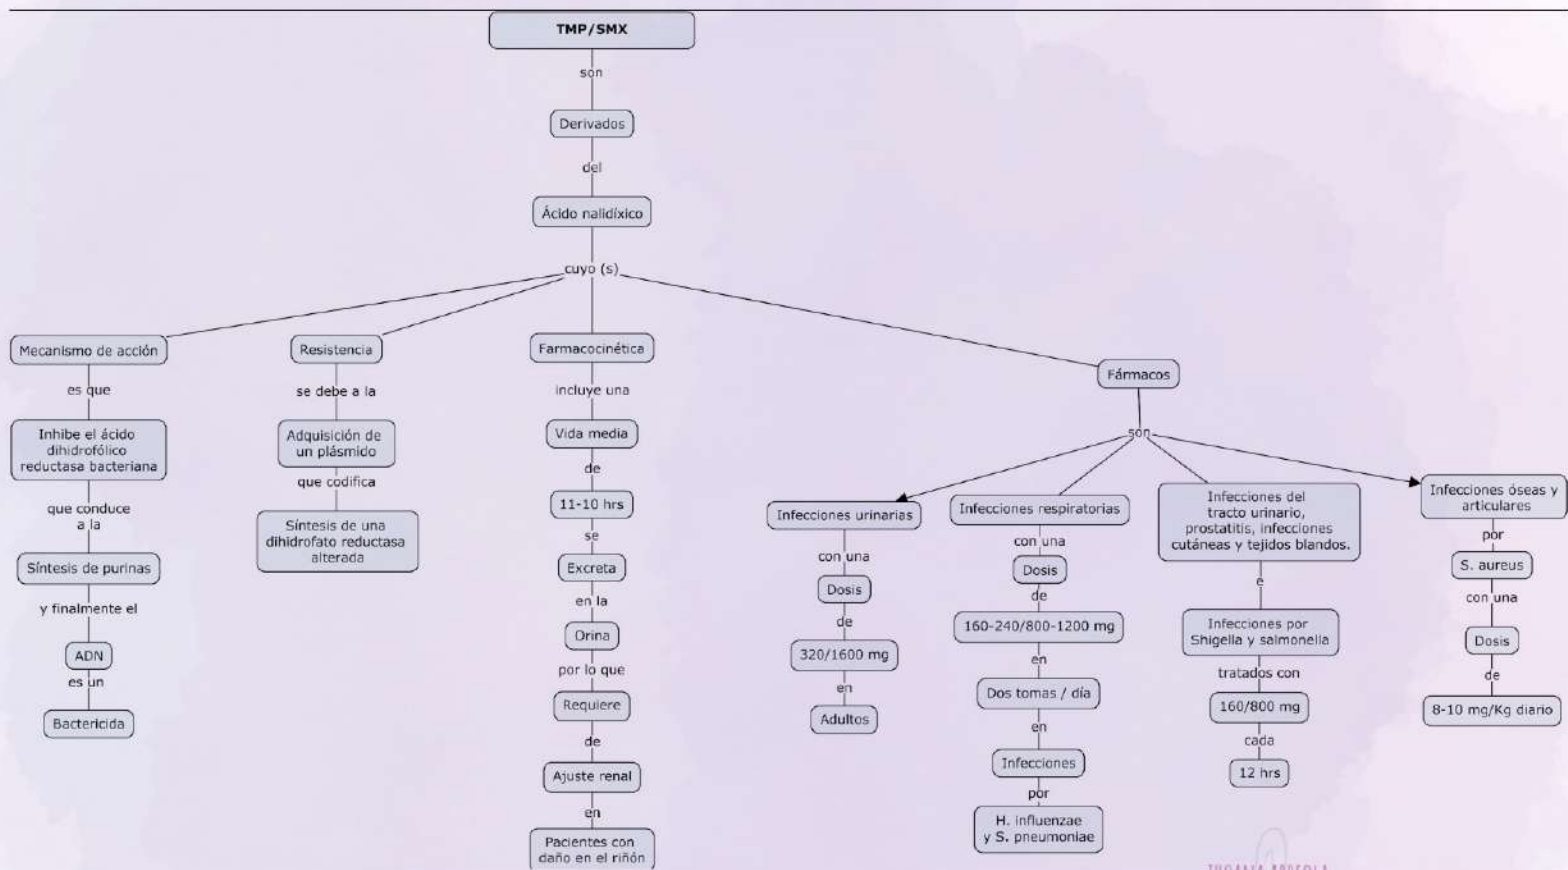 TMP/SMX
son
Derivados
del
Ácido nalidíxico
cuyo (s)
Mecanismo de acción
es que
Inhibe el ácido
dihidrofólico
reductasa bacteriana
que conduce
a la
Síntesis de purinas
y finalmente el
ADN
es un
Bactericida
Resistencia
se debe a la
Adquisición de
un plásmido
que codifica
Síntesis de una
dihidrofato reductasa
alterada
Farmacocinética
incluye una
Vida media
de
11-10 hrs
se
Excreta
en la
Orina
por lo que
Requiere
de
Ajuste renal
en
Pacientes con
daño en el riñón
Fármacos
son
Infecciones urinarias
con una
Dosis
de
320/1600 mg
en
Adultos
Infecciones respiratorias
con una
Dosis
de
160-240/800-1200 mg
en
Dos tomas / día
en
Infecciones
por
H. influenzae
y S. pneumoniae
Infecciones del
tracto urinario,
prostatitis, infecciones
cutáneas y tejidos blandos.
e
Infecciones por
Shigella y salmonella
tratados con
160/800 mg
cada
12 hrs
Infecciones óseas y
articulares
por
S. aureus
con una
Dosis
de
8-10 mg/Kg diario